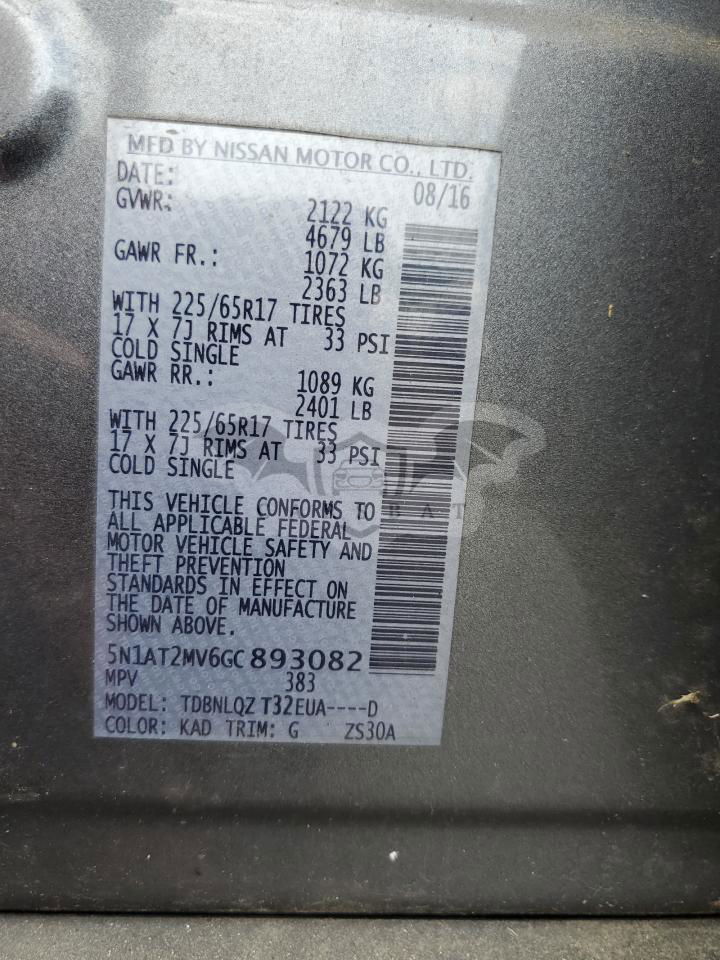 MFD BY NISSAN MOTOR CO., LTD.
DATE: 08/16
GVWR: 2122 KG
4679 LB
GAWR FR.: 1072 KG
2363 LB
WITH 225/65R17 TIRES
17 X 7J RIMS AT 33 PSI
COLD SINGLE
GAWR RR.: 1089 KG
2401 LB
WITH 225/65R17 TIRES
17 X 7J RIMS AT 33 PSI
COLD SINGLE
THIS VEHICLE CONFORMS TO
ALL APPLICABLE FEDERAL
MOTOR VEHICLE SAFETY AND
THEFT PREVENTION
STANDARDS IN EFFECT ON
THE DATE OF MANUFACTURE
SHOWN ABOVE.
5N1AT2MV6GC893082
MPV 383
MODEL: TDBNLQZ T32EUA----D
COLOR: KAD TRIM: G ZS30A